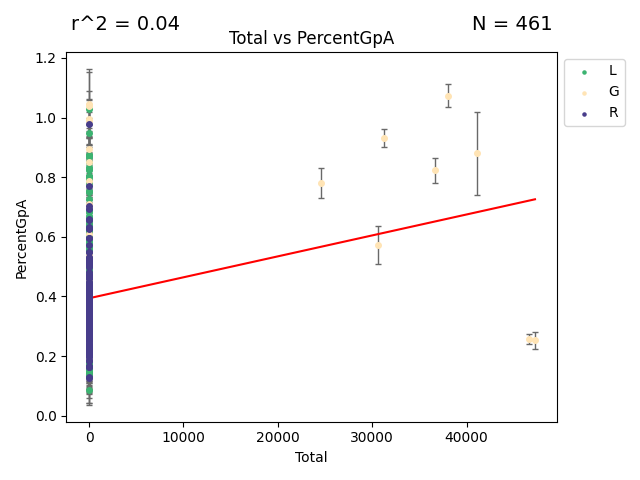 r^2 = 0.04
N = 461
Total vs PercentGpA
1.2
1.0
0.8
0.6
0.4
0.2
0.0
PercentGpA
L
G
R
0
10000
20000
30000
40000
Total